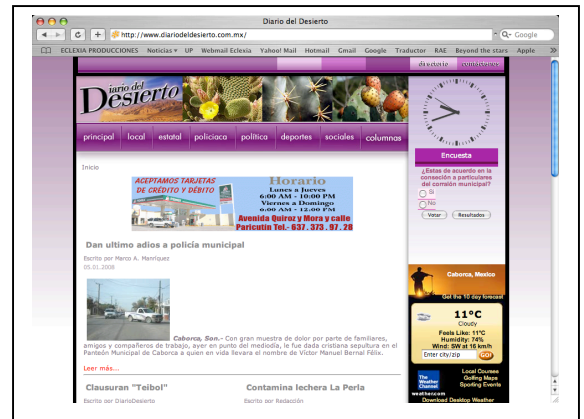 Diario del Desierto
http://www.diariodeldesierto.com.mx/
Google
ECLEXIA PRODUCCIONES Noticias UP Webmail Eclexia Yahoo! Mail Hotmail Gmail Google Traductor RAE Beyond the stars Apple
directorio conócenos
Diario del Desierto
principal local estatal policiaca política deportes sociales columnas
Inicio
ACEPTAMOS TARJETAS
DE CRÉDITO Y DÉBITO
Horario
Lunes a Jueves
6:00 AM - 10:00 PM
Viernes a Domingo
6:00 AM - 12:00 PM
Avenida Quiroz y Mora y calle
Paricutín Tel.- 637 . 373 . 97 . 28
Dan ultimo adios a policía municipal
Escrito por Marco A. Manriquez
05.01.2008
Caborca, Son.- Con gran muestra de dolor por parte de familiares,
amigos y compañeros de trabajo, ayer en punto del mediodía, le fue dada cristiana sepultura en el
Panteón Municipal de Caborca a quien en vida llevara el nombre de Víctor Manuel Bernal Félix.
Leer más...
Clausuran "Teibol"
Escrito por DiarioDesierto
Contamina lechera La Perla
Escrito por Redacción
Encuesta
¿Estas de acuerdo en la
conseción a particulares
del corralón municipal?
Si
No
Votar Resultados
Caborca, Mexico
Get the 10 day forecast
11°C
Cloudy
Feels Like: 11°C
Humidity: 74%
Wind: SW at 16 km/h
Enter city/zip GO!
The Weather Channel
weather.com
Local Courses
Golfing Maps
Sporting Events
Download Desktop Weather